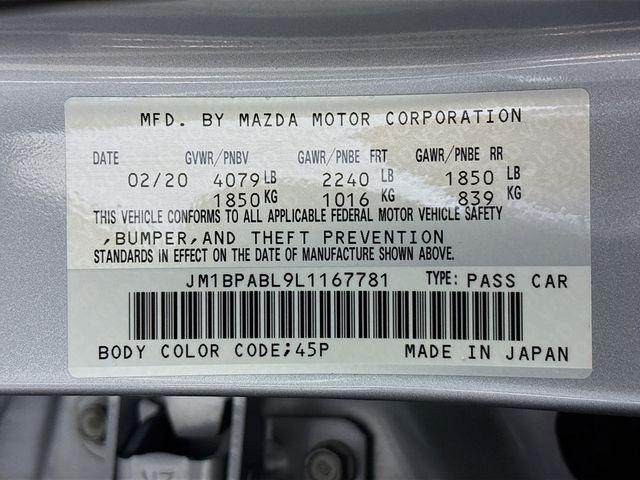 MFD. BY MAZDA MOTOR CORPORATION
DATE GVWR/PNBV GAWR/PNBE FRT GAWR/PNBE RR
02/20 4079 LB 2240 LB 1850 LB
1850 KG 1016 KG 839 KG
THIS VEHICLE CONFORMS TO ALL APPLICABLE FEDERAL MOTOR VEHICLE SAFETY
,BUMPER,AND THEFT PREVENTION
STANDARDS IN EFFECT ON THE DATE OF MANUFACTURE SHOWN ABOVE.
JM1BPABL9L1167781 TYPE: PASS CAR
BODY COLOR CODE;45P MADE IN JAPAN